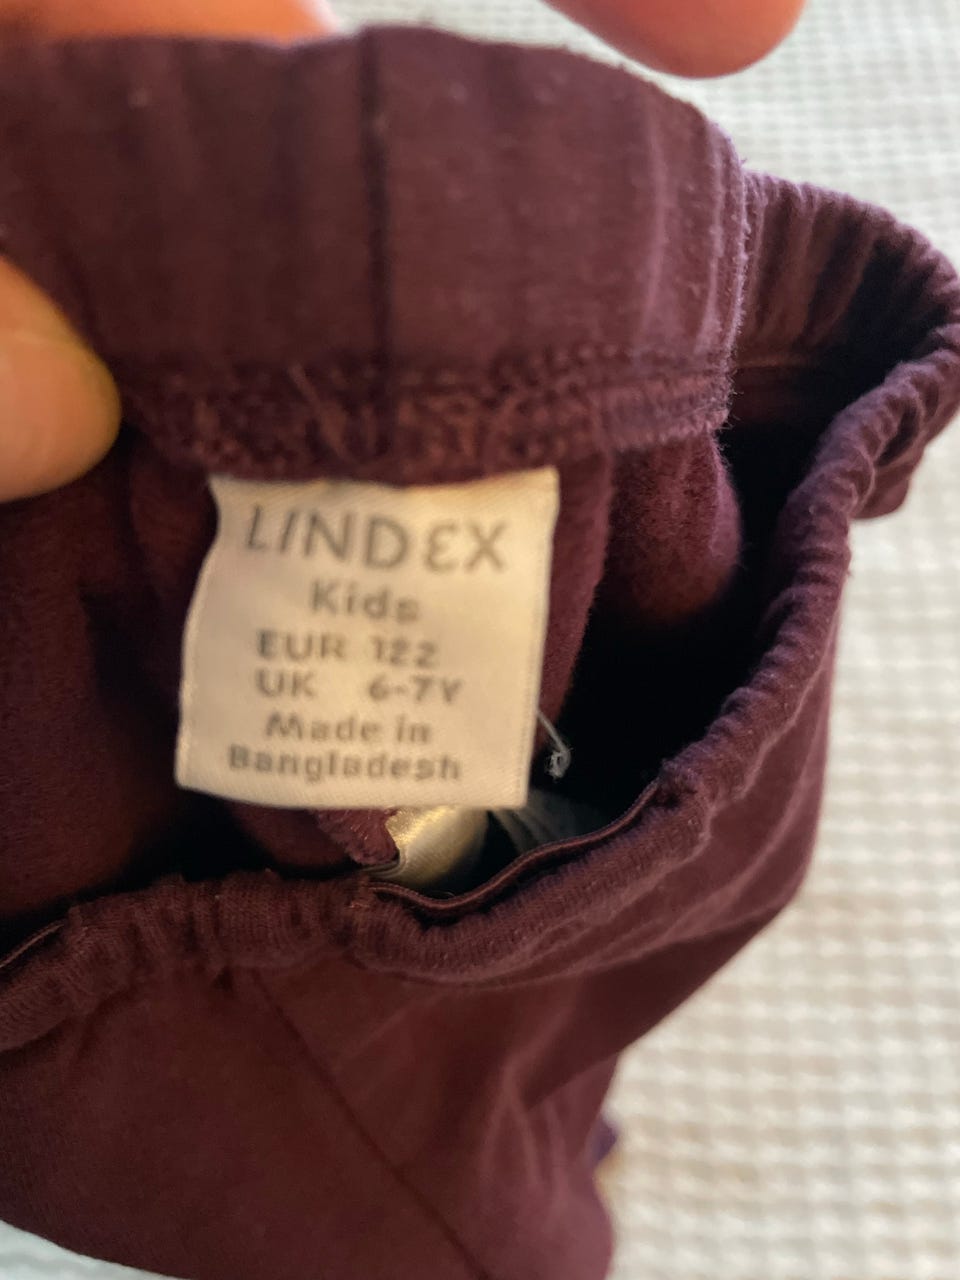 LINDEX
Kids
EUR 122
UK 6-7Y
Made in
Bangladesh